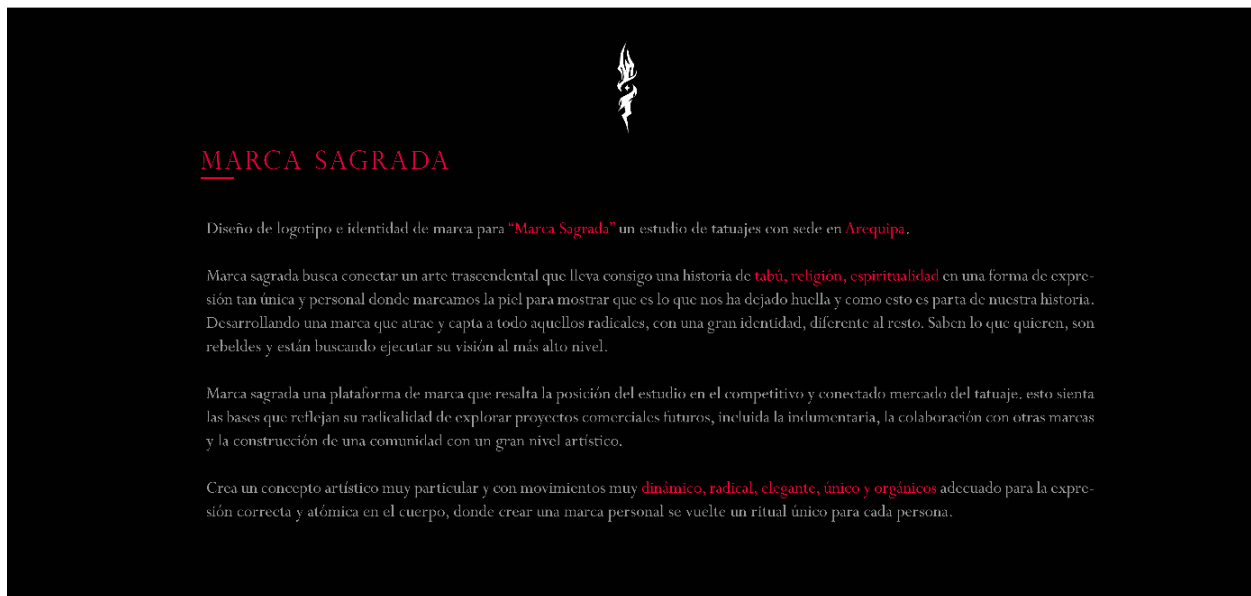 MARCA SAGRADA
Diseño de logotipo e identidad de marca para “Marca Sagrada” un estudio de tatuajes con sede en Arequipa.
Marca sagrada busca conectar un arte trascendental que lleva consigo una historia de tabú, religión, espiritualidad en una forma de expre-
sión tan única y personal donde marcamos la piel para mostrar que es lo que nos ha dejado huella y como esto es parta de nuestra historia.
Desarrollando una marca que atrae y capta a todo aquellos radicales, con una gran identidad, diferente al resto. Saben lo que quieren, son
rebeldes y están buscando ejecutar su visión al más alto nivel.
Marca sagrada una plataforma de marca que resalta la posición del estudio en el competitivo y conectado mercado del tatuaje. esto sienta
las bases que reflejan su radicalidad de explorar proyectos comerciales futuros, incluida la indumentaria, la colaboración con otras marcas
y la construcción de una comunidad con un gran nivel artístico.
Crea un concepto artístico muy particular y con movimientos muy dinámico, radical, elegante, único y orgánicos adecuado para la expre-
sión correcta y atómica en el cuerpo, donde crear una marca personal se vuelte un ritual único para cada persona.